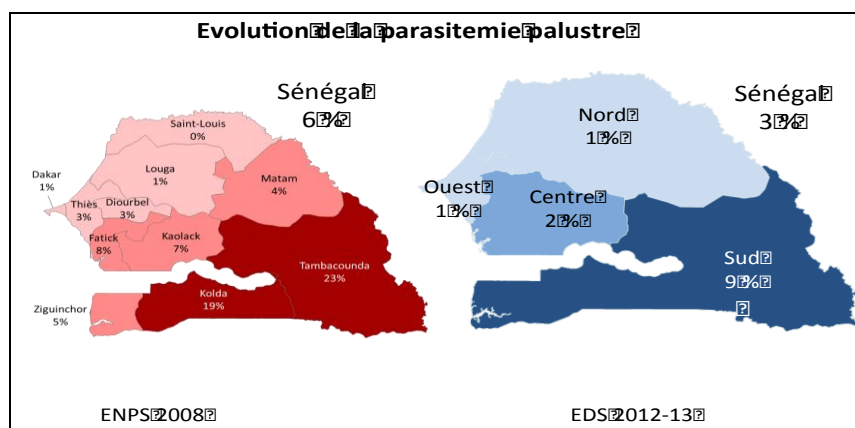 Evolution de la parasitemie palustre
Sénégal
6 %
Saint-Louis
0%
Louga
1%
Matam
4%
Dakar
1%
Thiès
3%
Diourbel
3%
Fatick
8%
Kaolack
7%
Tambacounda
23%
Kolda
19%
Ziguinchor
5%
ENPS 2008
Sénégal
3 %
Nord
1 %
Ouest
1 %
Centre
2 %
Sud
9 %
EDS 2012-13